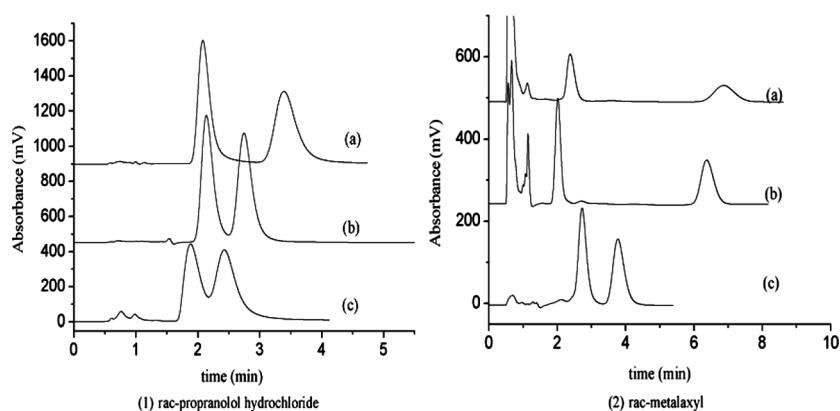 1600
1400
1200
1000
800
600
400
200
0
Absorbance (mV)
(a)
(b)
(c)
0 1 2 3 4 5
time (min)
(1) rac-propranolol hydrochloride
600
400
200
0
Absorbance (mV)
(a)
(b)
(c)
0 2 4 6 8 10
time (min)
(2) rac-metalaxyl